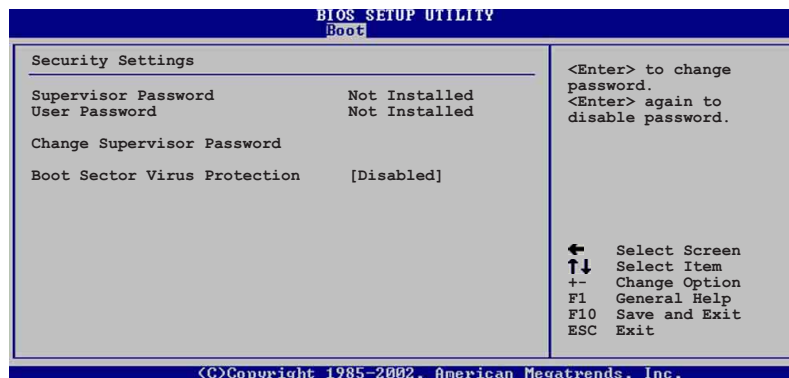 BIOS SETUP UTILITY
Boot
Security Settings
Supervisor Password Not Installed
User Password Not Installed
Change Supervisor Password
Boot Sector Virus Protection [Disabled]
<Enter> to change
password.
<Enter> again to
disable password.
← Select Screen
↑↓ Select Item
+- Change Option
F1 General Help
F10 Save and Exit
ESC Exit
(C)Copyright 1985-2002, American Megatrends, Inc.